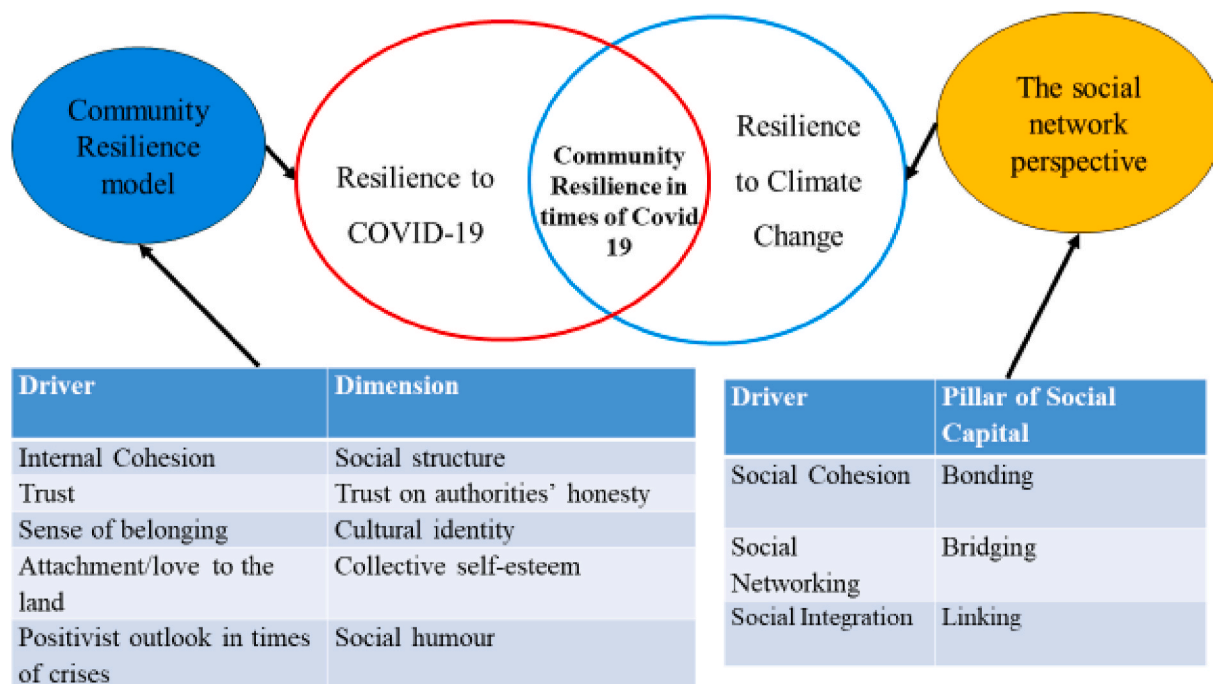 Community
Resilience
model
Resilience to
COVID-19
Community
Resilience in
times of Covid
19
Resilience
to Climate
Change
The social
network
perspective
Driver Dimension
Internal Cohesion Social structure
Trust Trust on authorities’ honesty
Sense of belonging Cultural identity
Attachment/love to the Collective self-esteem
land
Positivist outlook in times Social humour
of crises
Driver Pillar of Social
Capital
Social Cohesion Bonding
Social Bridging
Networking
Social Integration Linking